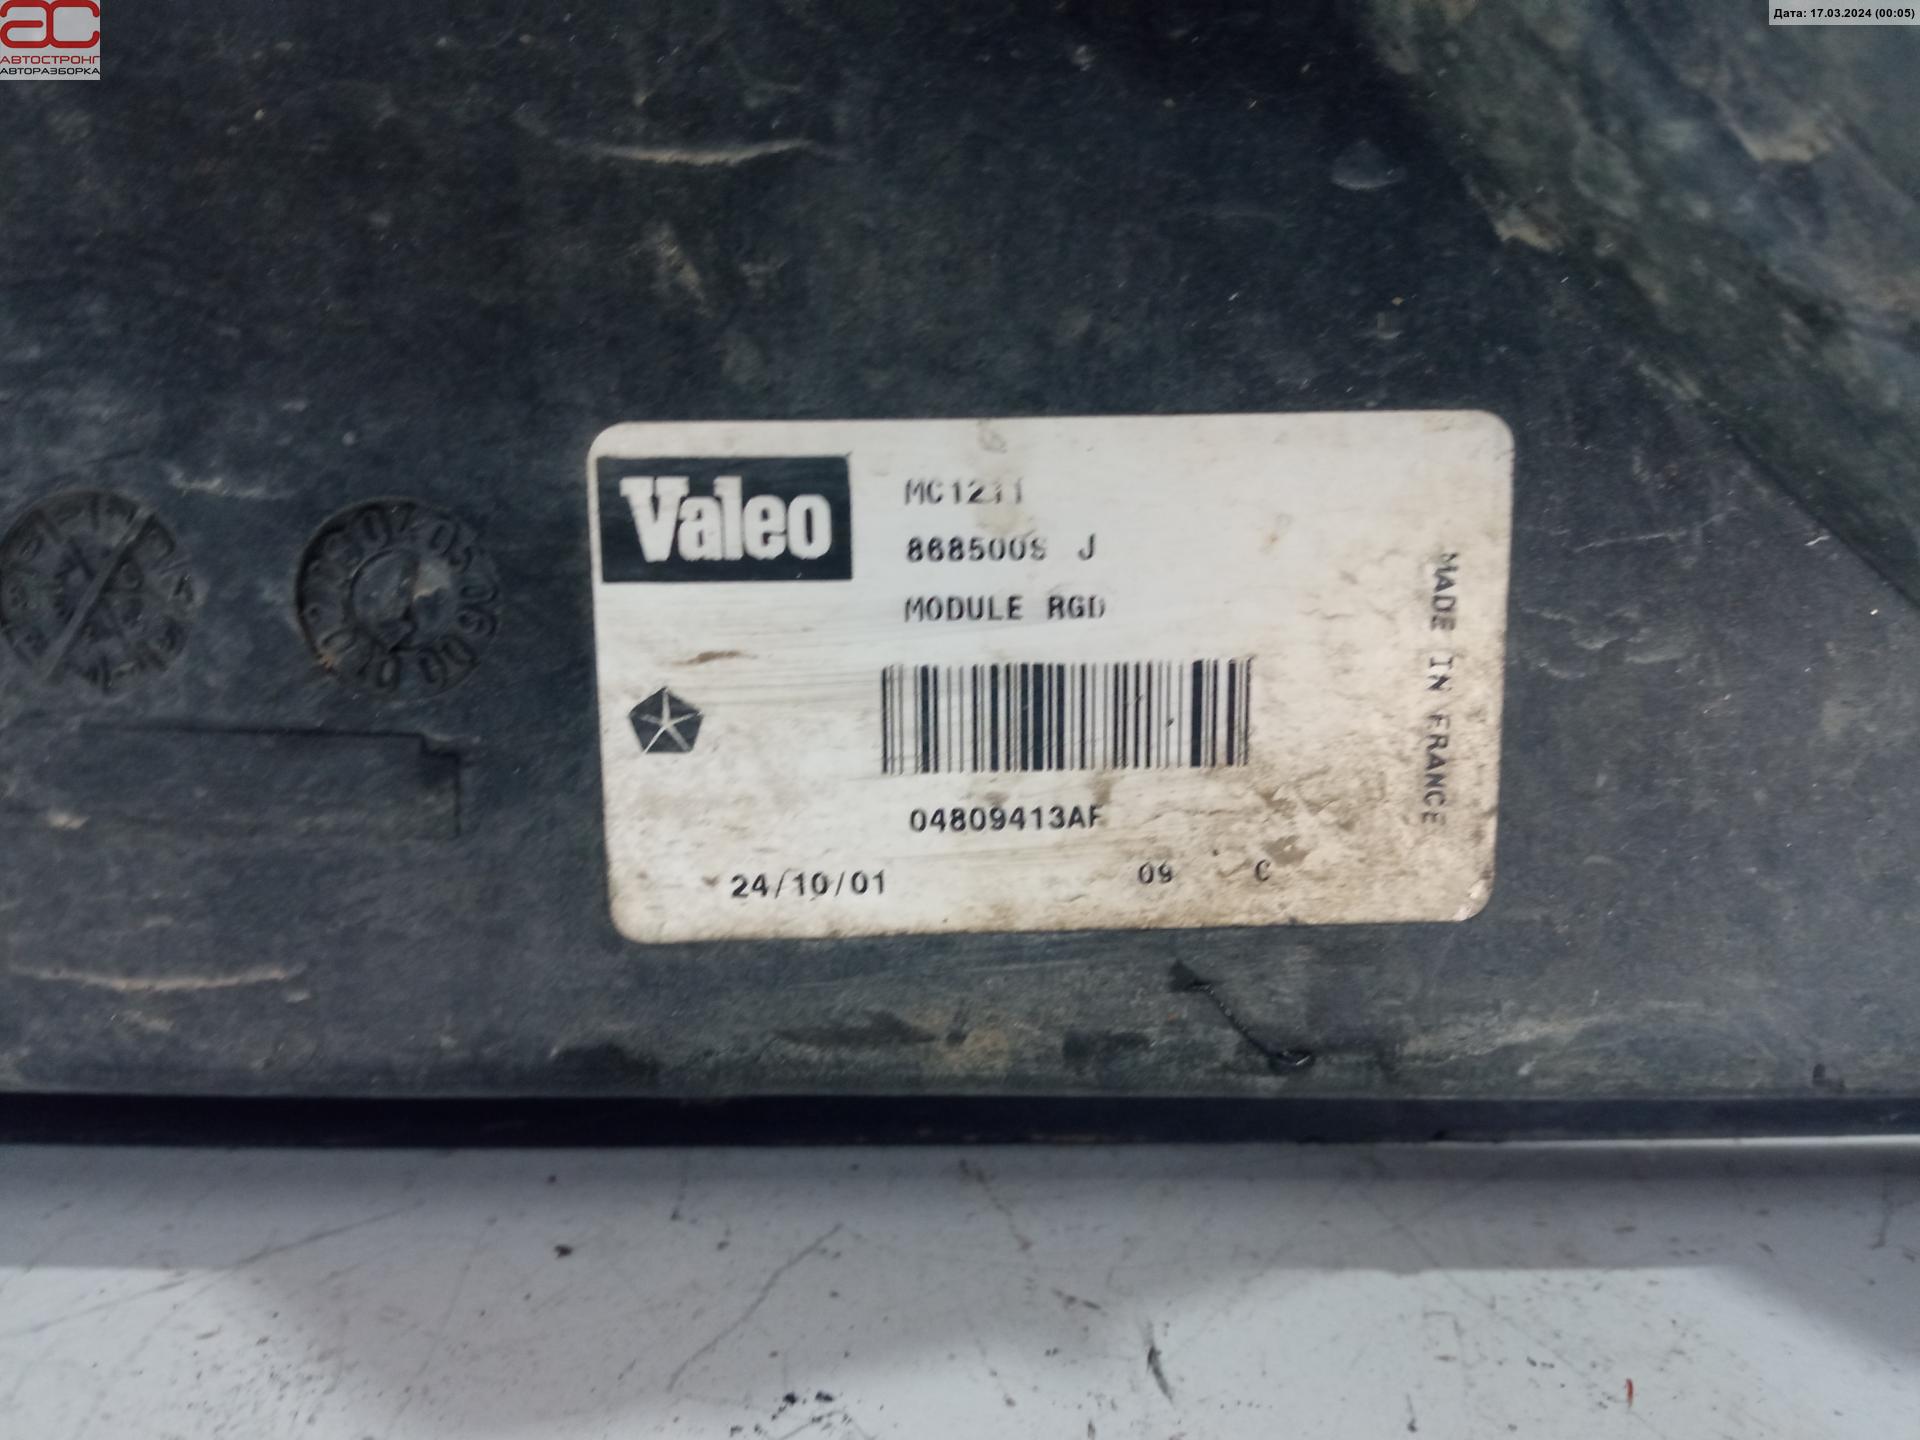 АВТОСТРОНГ
АВТОРАЗБОРКА
Дата: 17.03.2024 (00:05)
Valeo
MC1211
868500S J
MODULE RGD
04809413AF
24/10/01 09 C
MADE IN FRANCE